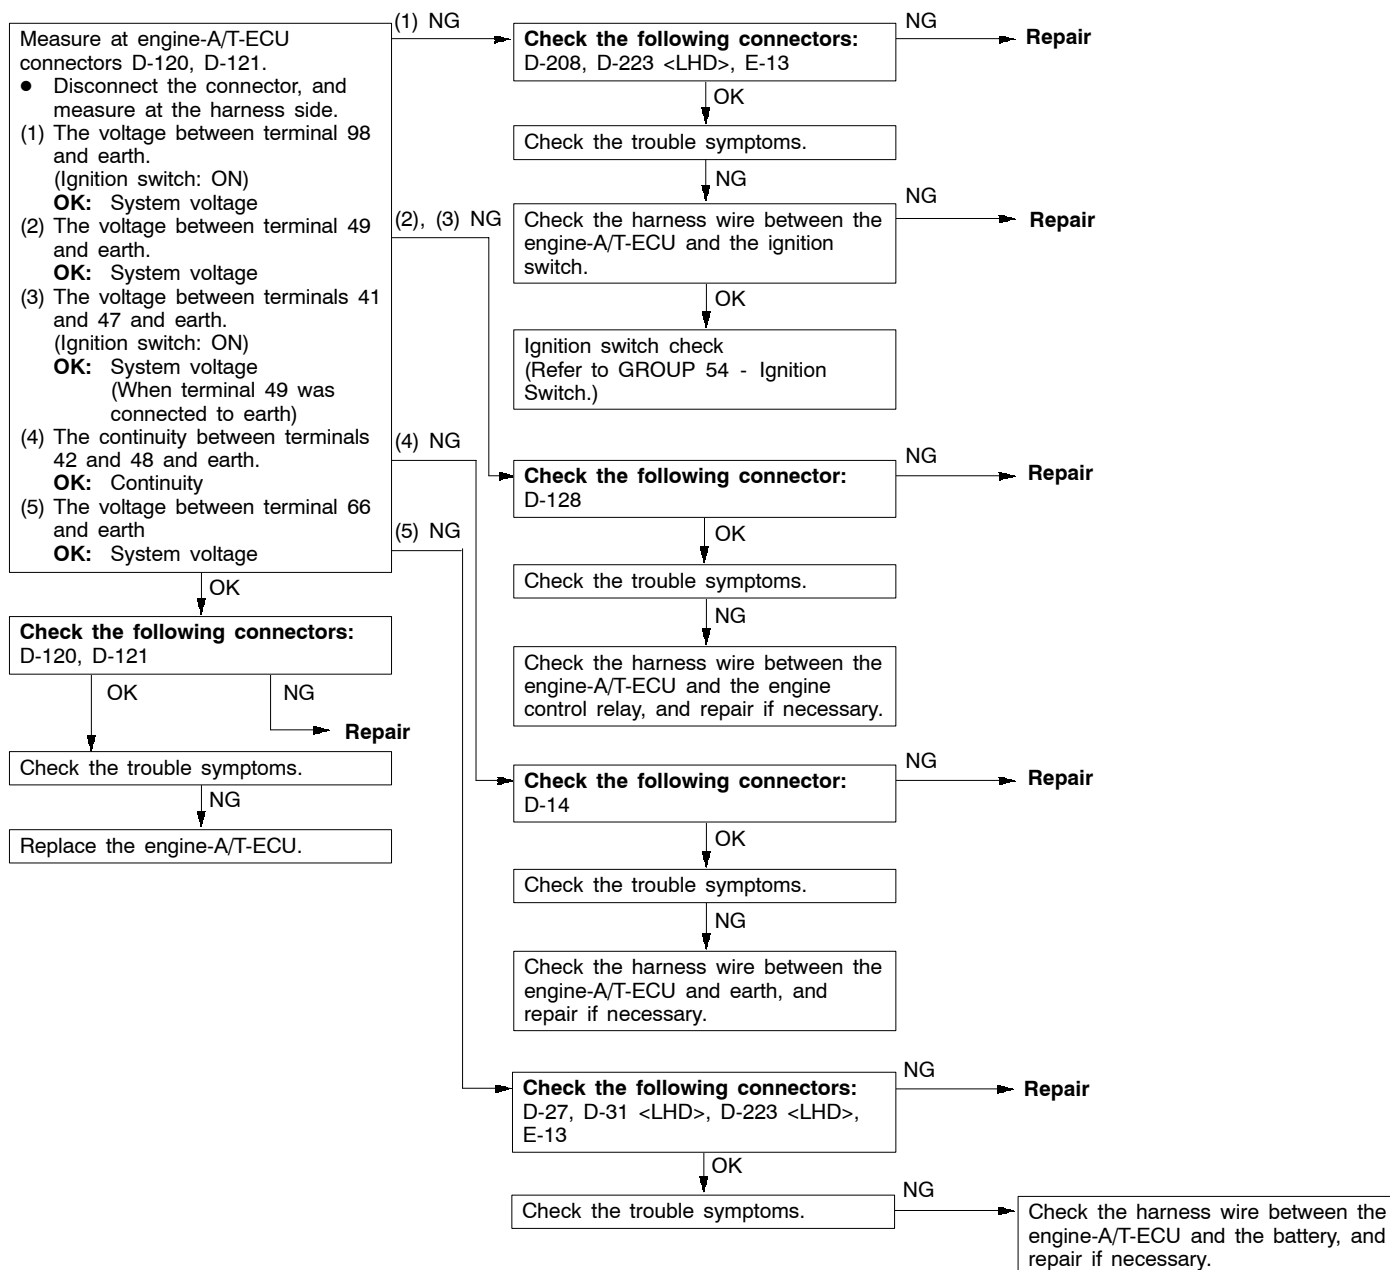 Measure at engine-A/T-ECU
connectors D-120, D-121.
● Disconnect the connector, and
measure at the harness side.
(1) The voltage between terminal 98
and earth.
(Ignition switch: ON)
OK: System voltage
(2) The voltage between terminal 49
and earth.
OK: System voltage
(3) The voltage between terminals 41
and 47 and earth.
(Ignition switch: ON)
OK: System voltage
(When terminal 49 was
connected to earth)
(4) The continuity between terminals
42 and 48 and earth.
OK: Continuity
(5) The voltage between terminal 66
and earth
OK: System voltage
OK
Check the following connectors:
D-120, D-121
OK
NG
Repair
Check the trouble symptoms.
NG
Replace the engine-A/T-ECU.
(1) NG
Check the following connectors:
D-208, D-223 <LHD>, E-13
NG
Repair
OK
Check the trouble symptoms.
NG
Check the harness wire between the
engine-A/T-ECU and the ignition
switch.
NG
Repair
OK
Ignition switch check
(Refer to GROUP 54 - Ignition
Switch.)
(2), (3) NG
Check the following connector:
D-128
NG
Repair
OK
Check the trouble symptoms.
NG
Check the harness wire between the
engine-A/T-ECU and the engine
control relay, and repair if necessary.
(4) NG
Check the following connector:
D-14
NG
Repair
OK
Check the trouble symptoms.
NG
Check the harness wire between the
engine-A/T-ECU and earth, and
repair if necessary.
(5) NG
Check the following connectors:
D-27, D-31 <LHD>, D-223 <LHD>,
E-13
NG
Repair
OK
Check the trouble symptoms.
NG
Check the harness wire between the
engine-A/T-ECU and the battery, and
repair if necessary.